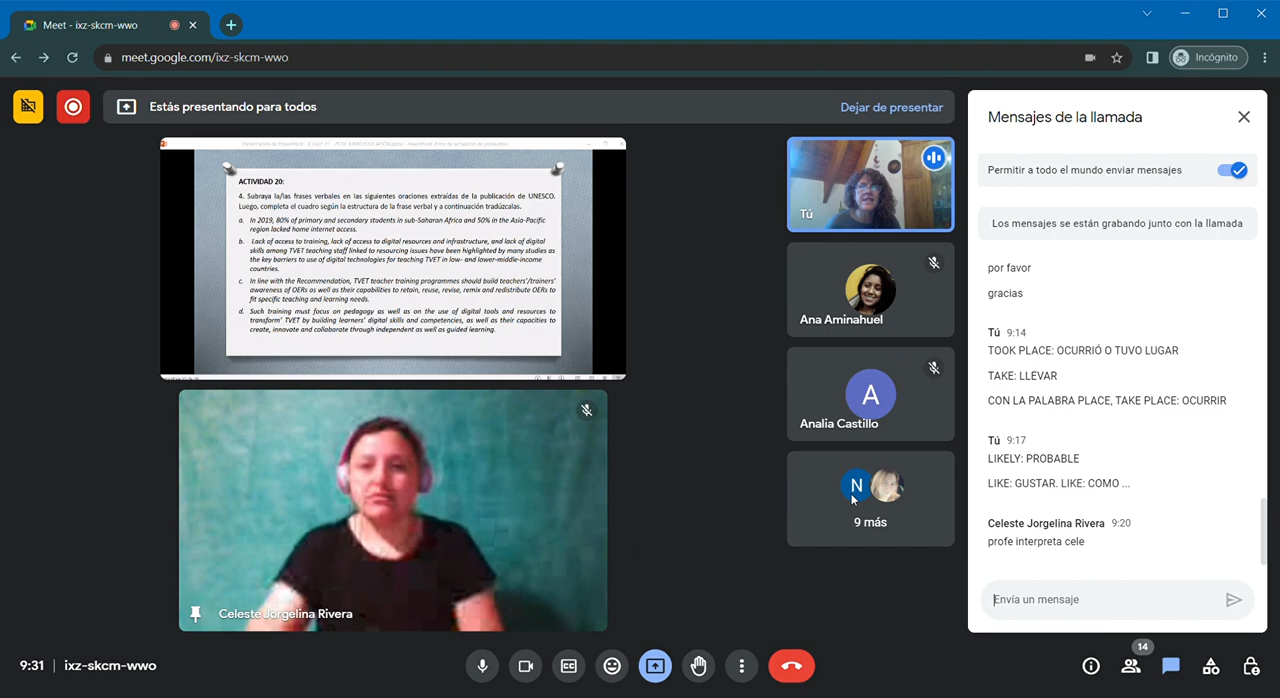 Meet - ixz-skcm-wwo
meet.google.com/ixz-skcm-wwo
Incógnito
Estás presentando para todos
Dejar de presentar
ACTIVIDAD 20:
4. Subraya la/las frases verbales en las siguientes oraciones extraídas de la publicación de UNESCO.
Luego, completa el cuadro según la estructura de la frase verbal y a continuación tradúzcalas.
a. In 2019, 80% of primary and secondary students in sub-Saharan Africa and 50% in the Asia-Pacific
region lacked home internet access.
b. Lack of access to training, lack of access to digital resources and infrastructure, and lack of digital
skills among TVET teaching staff linked to resourcing issues have been highlighted by many studies as
the key barriers to use of digital technologies for teaching TVET in low- and lower-middle-income
countries.
c. In line with the Recommendation, TVET teacher training programmes should build teachers'/trainers'
awareness of OERs as well as their capabilities to retain, reuse, revise, remix and redistribute OERs to
fit specific teaching and learning needs.
d. Such training must focus on pedagogy as well as on the use of digital tools and resources to
transform' TVET by building learners' digital skills and competencies, as well as their capacities to
create, innovate and collaborate through independent as well as guided learning.
Celeste Jorgelina Rivera
Tú
Ana Aminahuel
A
Analia Castillo
N
9 más
Mensajes de la llamada
Permitir a todo el mundo enviar mensajes
Los mensajes se están grabando junto con la llamada
por favor
gracias
Tú 9:14
TOOK PLACE: OCURRIÓ O TUVO LUGAR
TAKE: LLEVAR
CON LA PALABRA PLACE, TAKE PLACE: OCURRIR
Tú 9:17
LIKELY: PROBABLE
LIKE: GUSTAR. LIKE: COMO ...
Celeste Jorgelina Rivera 9:20
profe interpreta cele
Envía un mensaje
9:31 | ixz-skcm-wwo
14